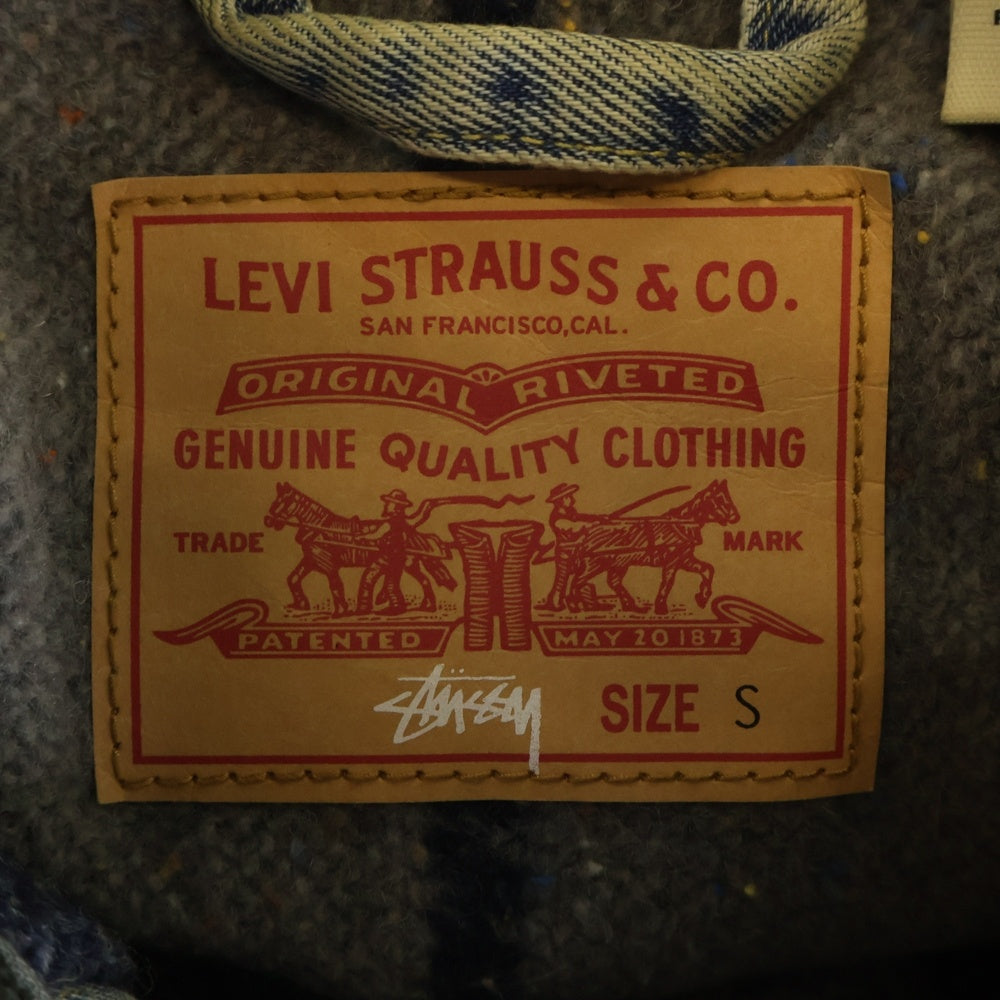 LEVI STRAUSS & CO.
SAN FRANCISCO, CAL.
ORIGINAL RIVETED
GENUINE QUALITY CLOTHING
TRADE MARK
PATENTED MAY 20 1873
STÜSSY SIZE S